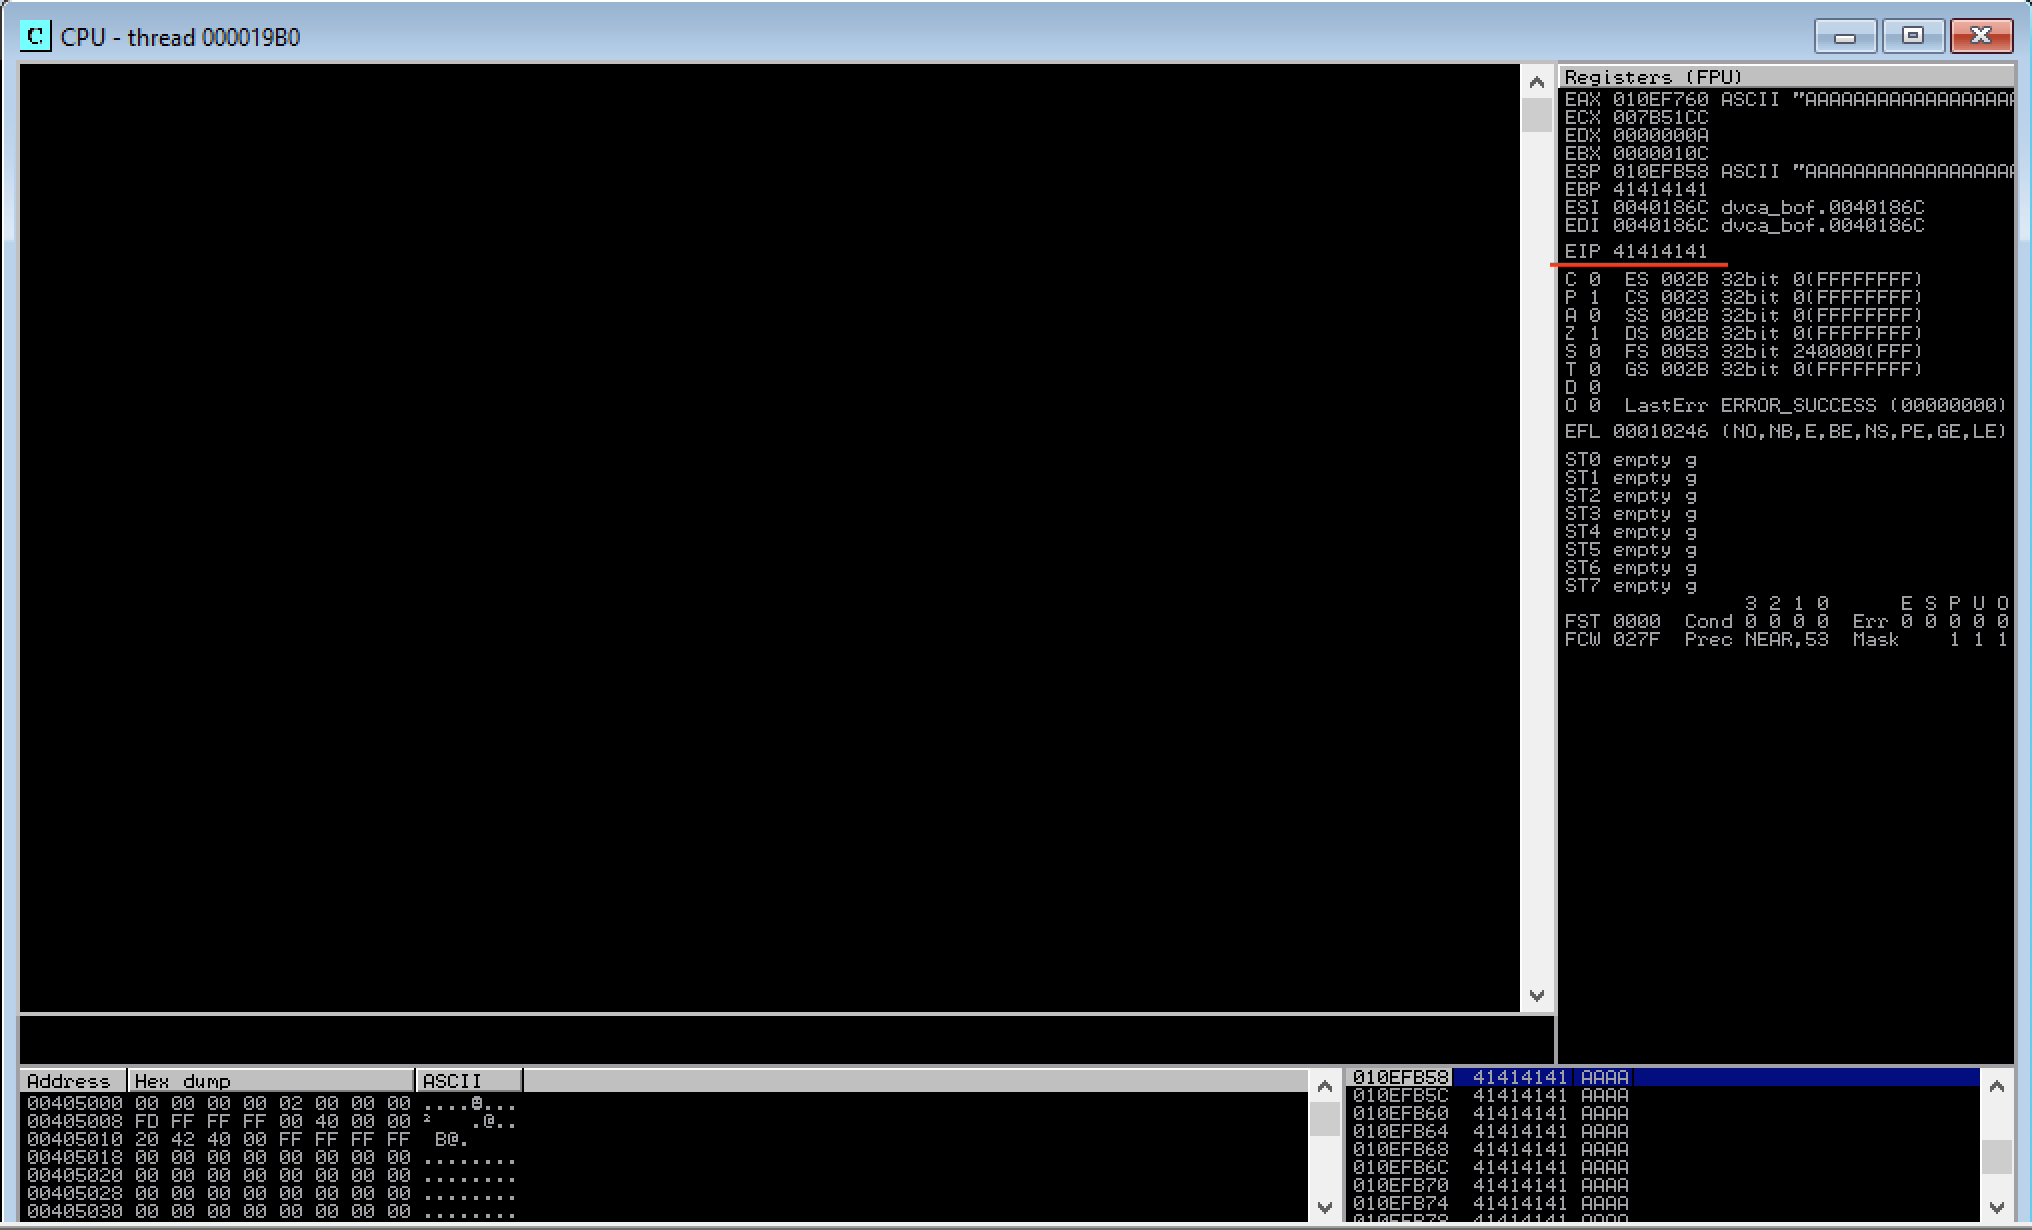 C CPU - thread 000019B0
Registers (FPU)
EAX 010EF760 ASCII "AAAAAAAAAAAAAAAAAA
ECX 007B51CC
EDX 0000000A
EBX 0000010C
ESP 010EFB58 ASCII "AAAAAAAAAAAAAAAAAA
EBP 41414141
ESI 0040186C dvca_bof.0040186C
EDI 0040186C dvca_bof.0040186C
EIP 41414141
C 0 ES 002B 32bit 0(FFFFFFFF)
P 1 CS 0023 32bit 0(FFFFFFFF)
A 0 SS 002B 32bit 0(FFFFFFFF)
Z 1 DS 002B 32bit 0(FFFFFFFF)
S 0 FS 0053 32bit 240000(FFF)
T 0 GS 002B 32bit 0(FFFFFFFF)
D 0
O 0 LastErr ERROR_SUCCESS (00000000)
EFL 00010246 (NO,NB,E,BE,NS,PE,GE,LE)
ST0 empty g
ST1 empty g
ST2 empty g
ST3 empty g
ST4 empty g
ST5 empty g
ST6 empty g
ST7 empty g
3 2 1 0 E S P U O
FST 0000 Cond 0 0 0 0 Err 0 0 0 0 0
FCW 027F Prec NEAR,53 Mask 1 1 1
Address Hex dump ASCII
00405000 00 00 00 00 02 00 00 00 ....☻...
00405008 FD FF FF FF 00 40 00 00 ² .@..
00405010 20 42 40 00 FF FF FF FF B@.
00405018 00 00 00 00 00 00 00 00 ........
00405020 00 00 00 00 00 00 00 00 ........
00405028 00 00 00 00 00 00 00 00 ........
00405030 00 00 00 00 00 00 00 00 ........
010EFB58 41414141 AAAA
010EFB5C 41414141 AAAA
010EFB60 41414141 AAAA
010EFB64 41414141 AAAA
010EFB68 41414141 AAAA
010EFB6C 41414141 AAAA
010EFB70 41414141 AAAA
010EFB74 41414141 AAAA
010EFB78 41414141 AAAA